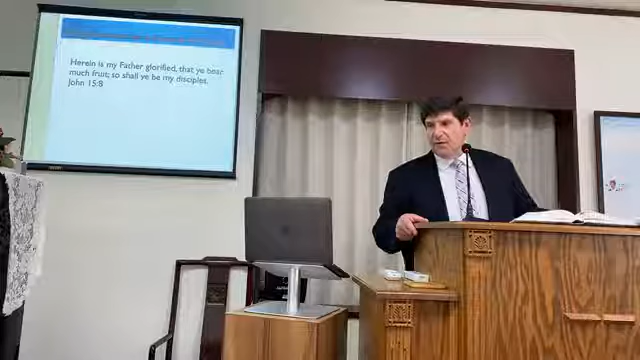 Herein is my Father glorified, that ye bear
much fruit; so shall ye be my disciples.
John 15:8